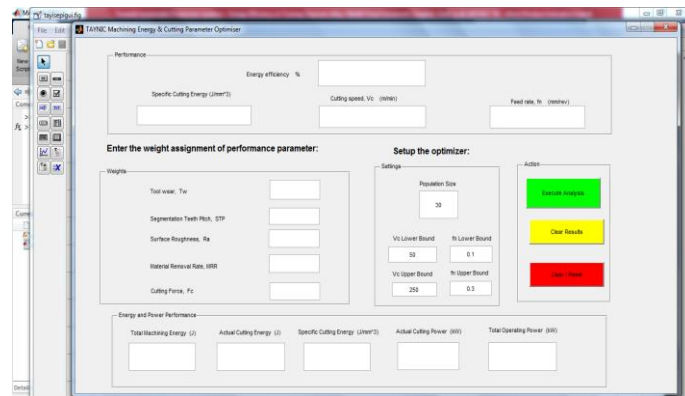 tayisepigui.fig
File Edit
TAYNIC Machining Energy & Cutting Parameter Optimiser
New
Script
Performance
Energy efficiency %
Specific Cutting Energy (J/mm^3)
Cutting speed, Vc (m/min)
Feed rate, fn (mm/rev)
Enter the weight assignment of performance parameter:
Setup the optimizer:
Weights
Tool wear, Tw
Segmentation Teeth Pitch, STP
Surface Roughness, Ra
Material Removal Rate, MRR
Cutting Force, Fc
Settings
Population Size
30
Vc Lower Bound fn Lower Bound
50 0.1
Vc Upper Bound fn Upper Bound
250 0.3
Action
Execute Analysis
Clear Results
Energy and Power Performance
Total Machining Energy (J) Actual Cutting Energy (J) Specific Cutting Energy (J/mm^3) Actual Cutting Power (kW) Total Operating Power (kW)